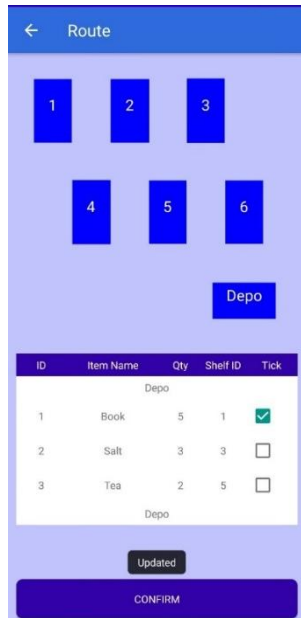 Route
1 2 3
4 5 6
Depo
ID Item Name Qty Shelf ID Tick
Depo
1 Book 5 1
2 Salt 3 3
3 Tea 2 5
Depo
Updated
CONFIRM